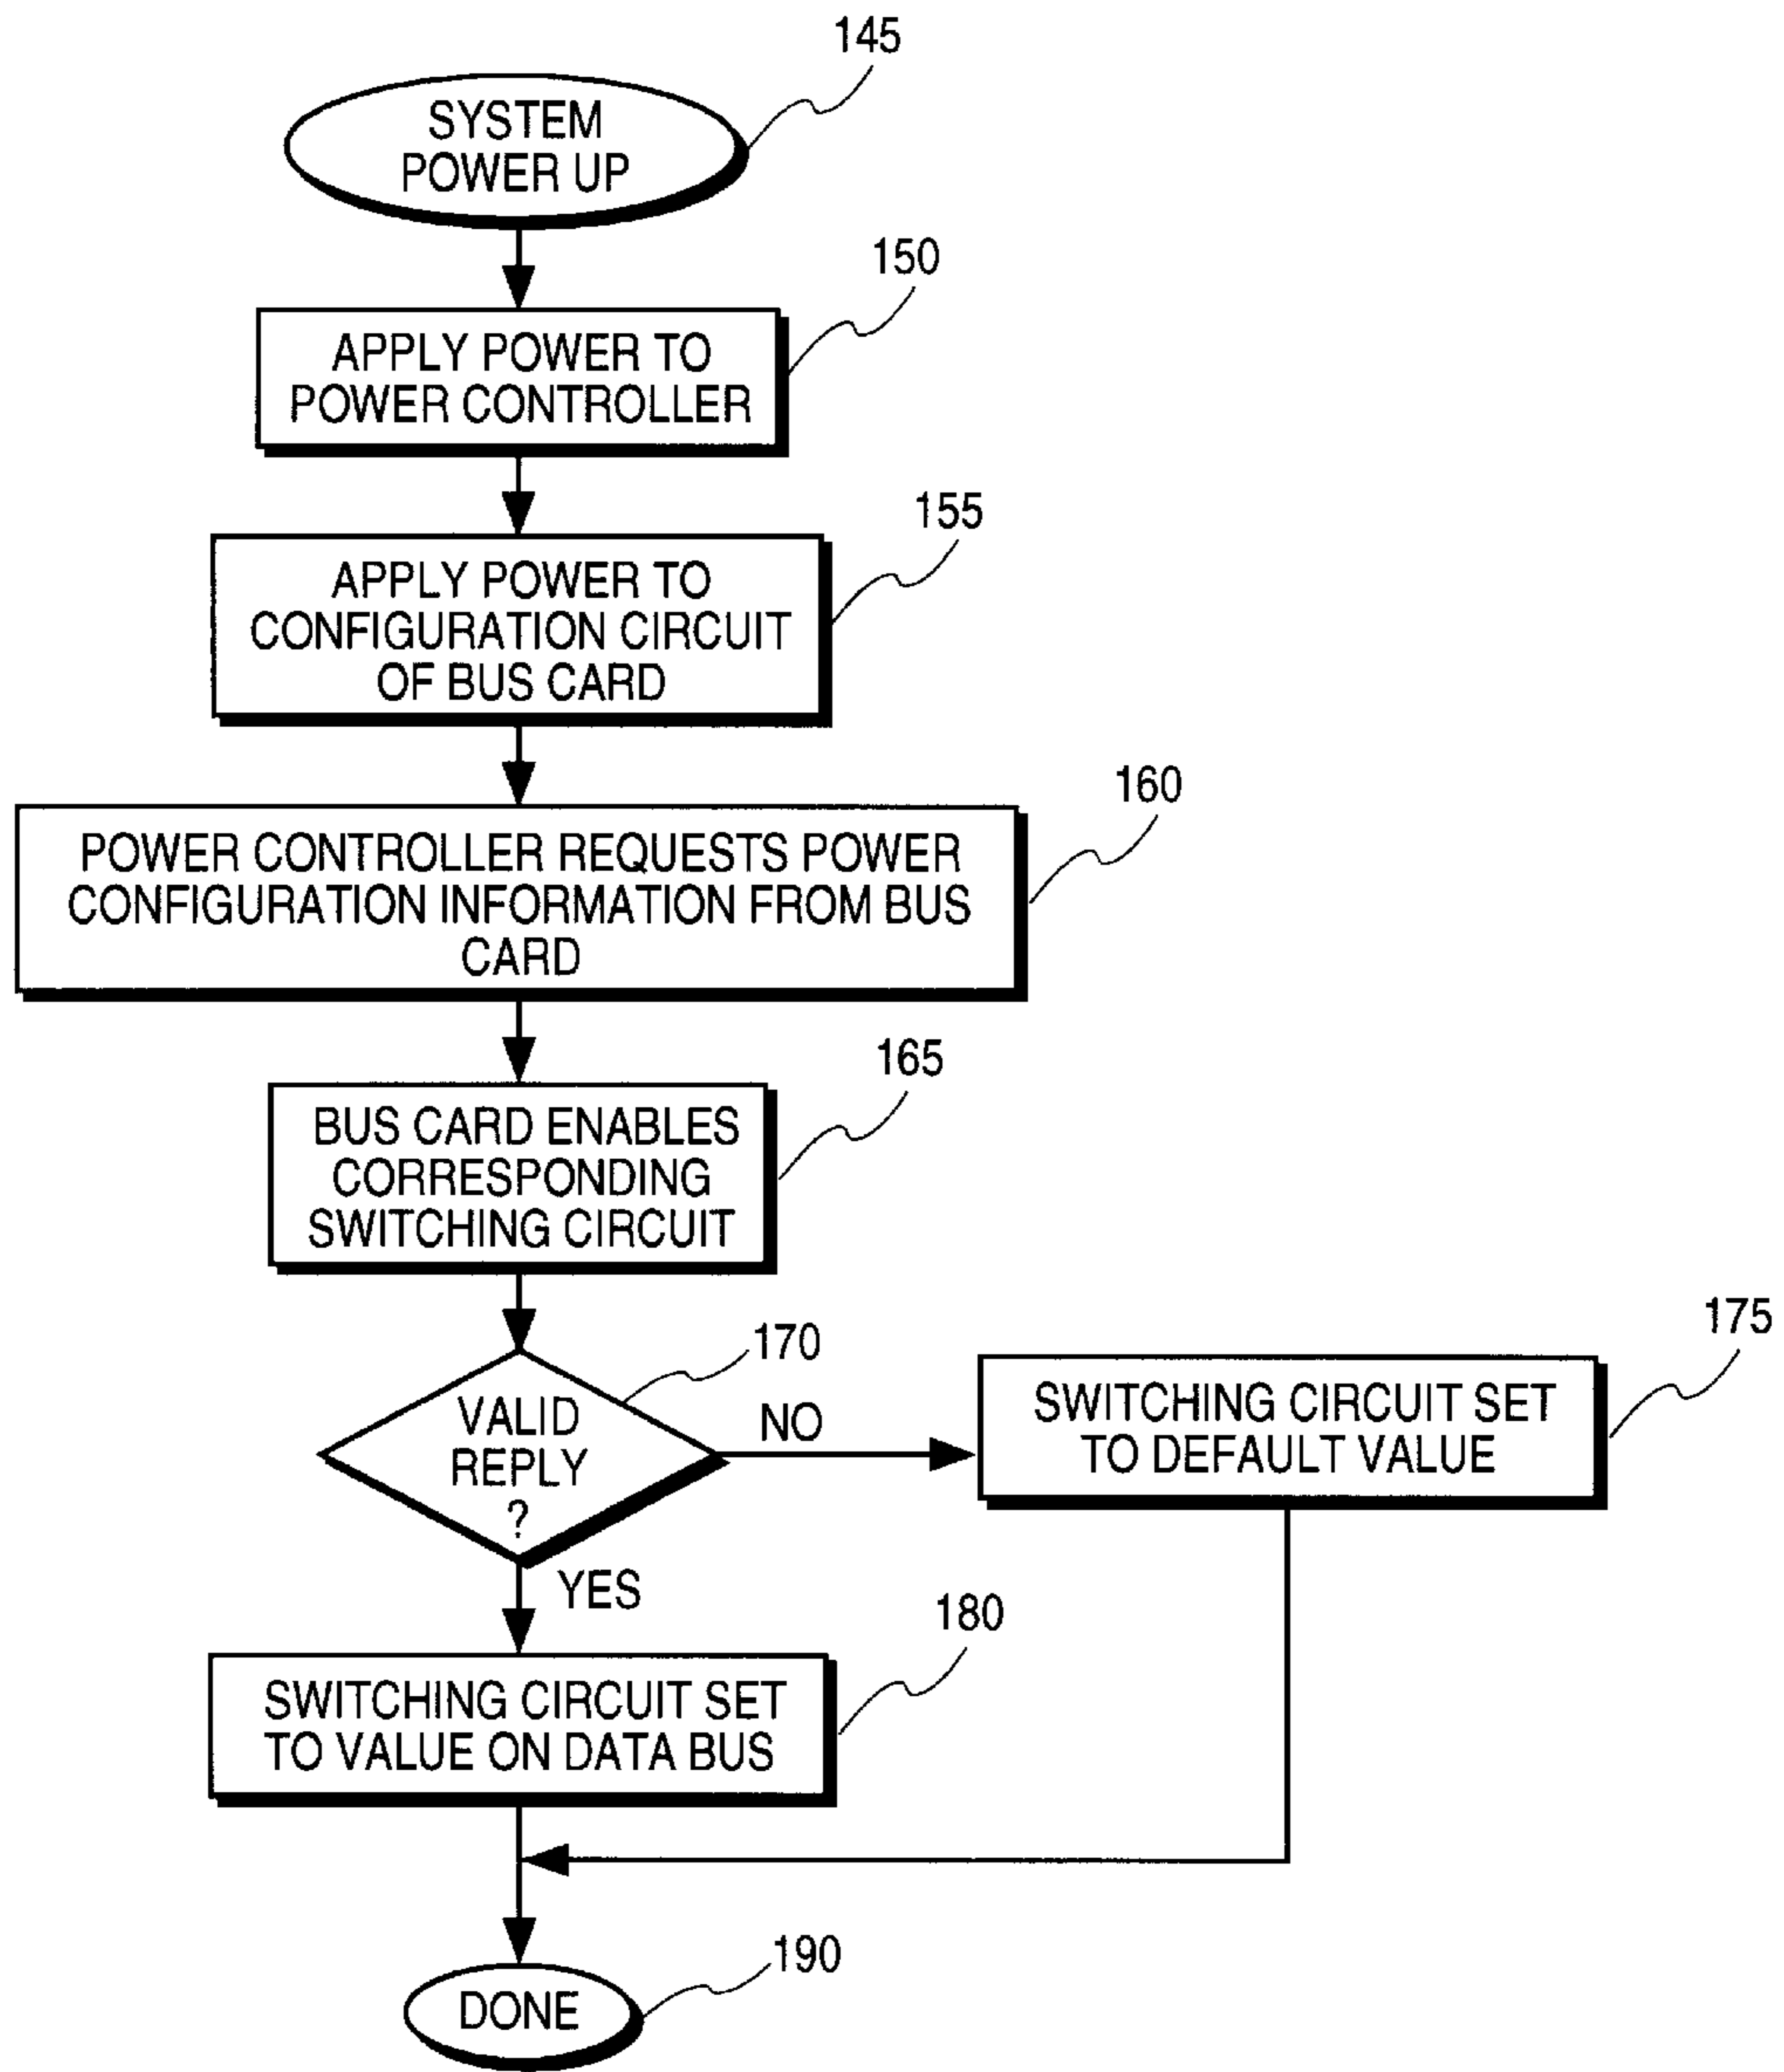 145
SYSTEM
POWER UP
150
APPLY POWER TO
POWER CONTROLLER
155
APPLY POWER TO
CONFIGURATION CIRCUIT
OF BUS CARD
160
POWER CONTROLLER REQUESTS POWER
CONFIGURATION INFORMATION FROM BUS
CARD
165
BUS CARD ENABLES
CORRESPONDING
SWITCHING CIRCUIT
170
VALID
REPLY
?
NO
175
SWITCHING CIRCUIT SET
TO DEFAULT VALUE
YES
180
SWITCHING CIRCUIT SET
TO VALUE ON DATA BUS
190
DONE